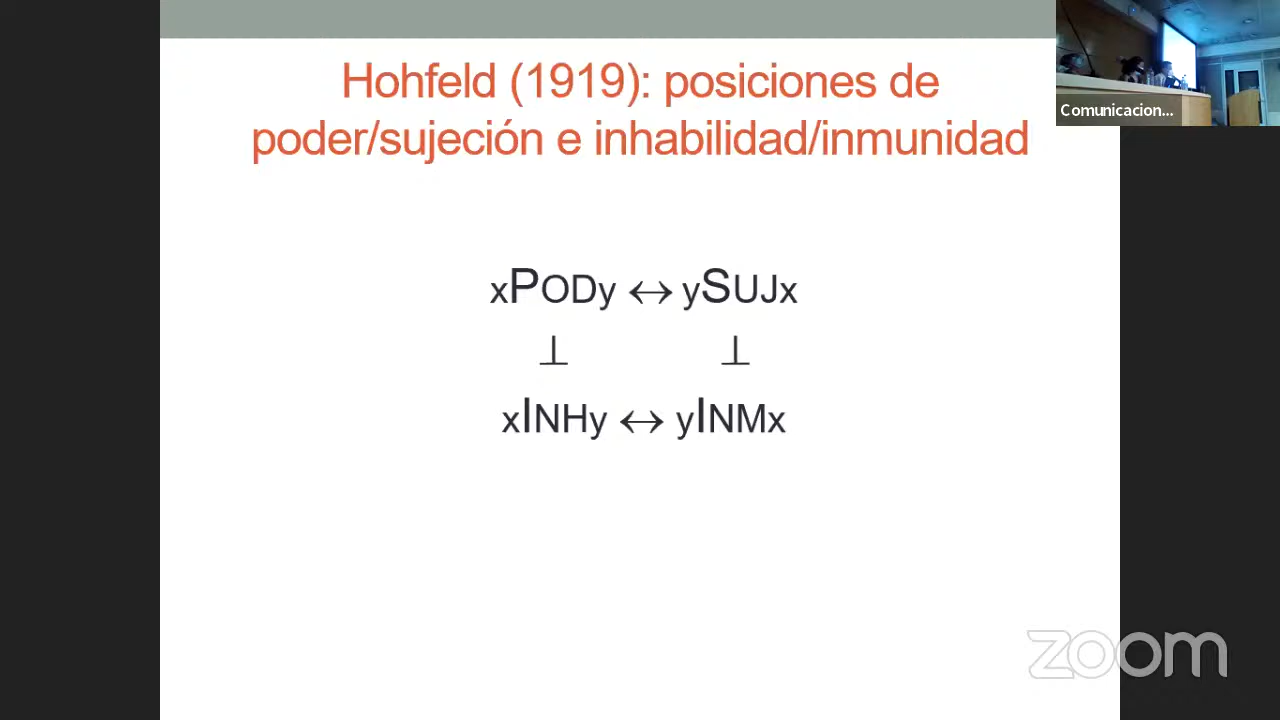 Hohfeld (1919): posiciones de
poder/sujeción e inhabilidad/inmunidad
Comunicacion...
xPODy ↔ ySUJx
⊥ ⊥
xINHy ↔ yINMx
zoom